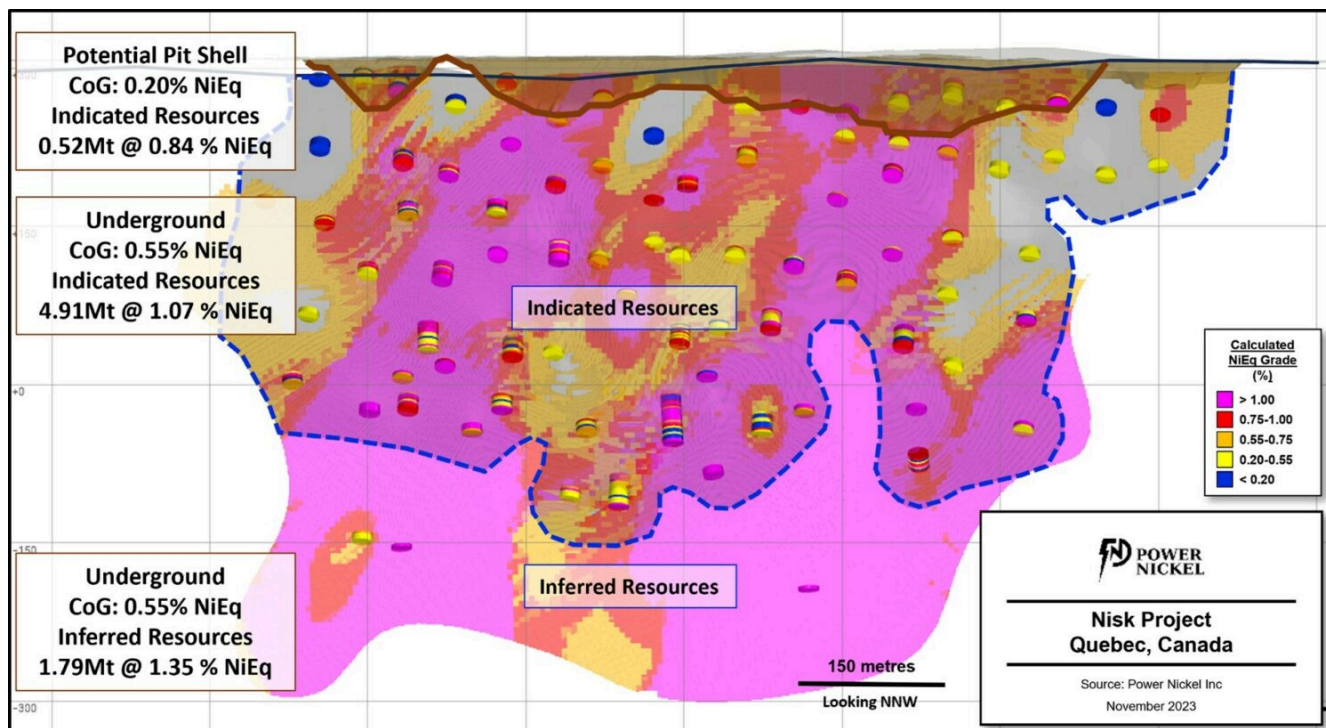 Potential Pit Shell
CoG: 0.20% NiEq
Indicated Resources
0.52Mt @ 0.84 % NiEq
Underground
CoG: 0.55% NiEq
Indicated Resources
4.91Mt @ 1.07 % NiEq
Underground
CoG: 0.55% NiEq
Inferred Resources
1.79Mt @ 1.35 % NiEq
+150
+0
-150
-300
Indicated Resources
Inferred Resources
150 metres
Looking NNW
Calculated
NiEq Grade
(%)
> 1.00
0.75-1.00
0.55-0.75
0.20-0.55
< 0.20
POWER
NICKEL
Nisk Project
Quebec, Canada
Source: Power Nickel Inc
November 2023